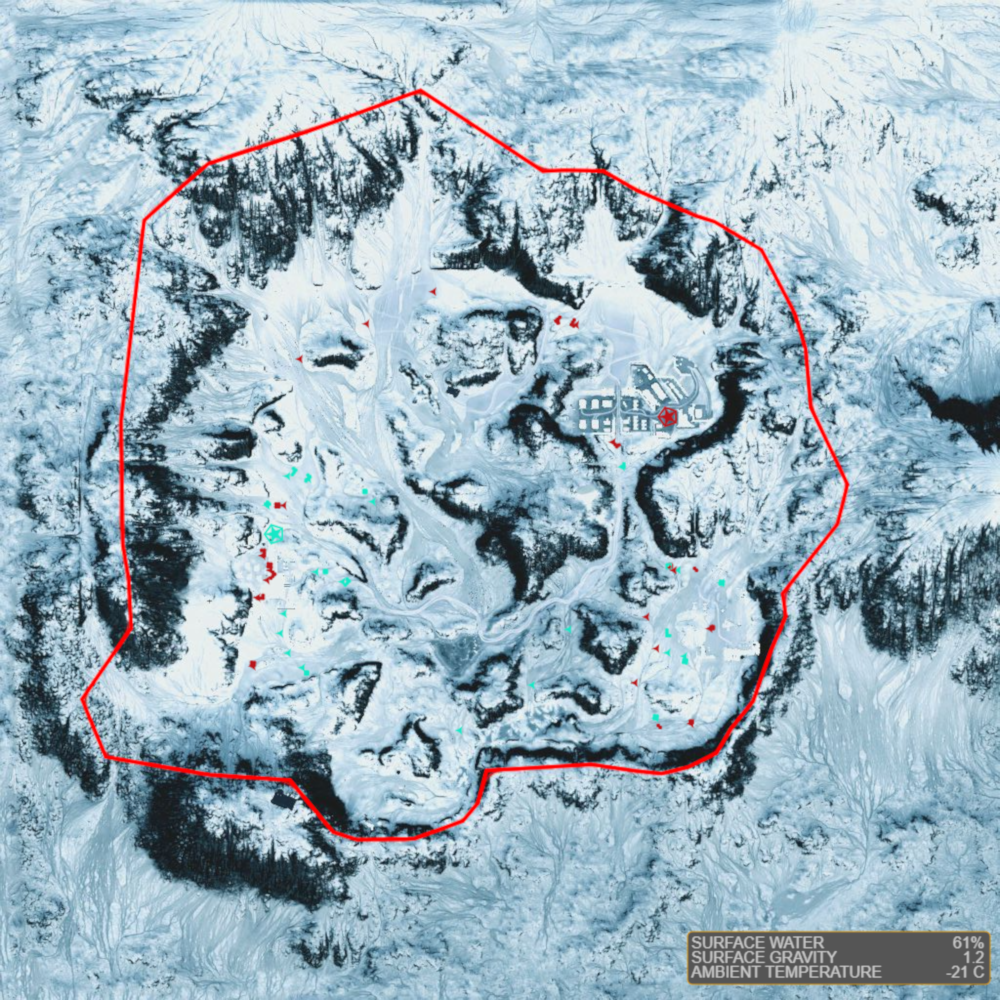 SURFACE WATER 61%
SURFACE GRAVITY 1.2
AMBIENT TEMPERATURE -21 C